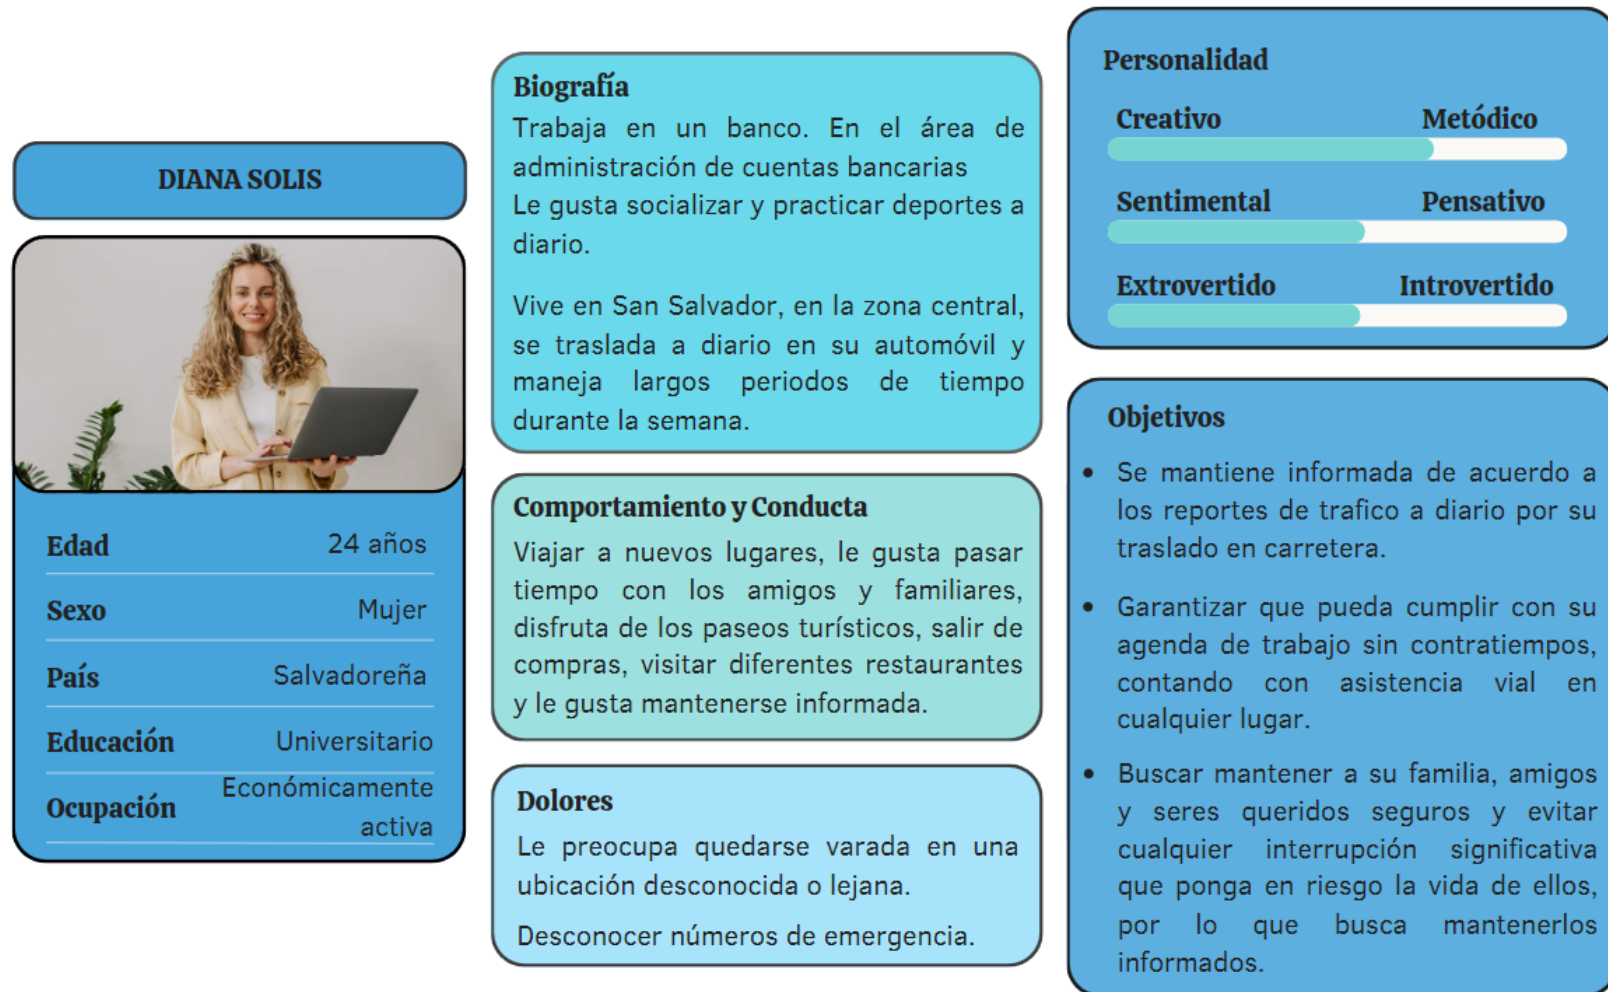 DIANA SOLIS
Edad 24 años
Sexo Mujer
País Salvadoreña
Educación Universitario
Ocupación Económicamente
activa
Biografía
Trabaja en un banco. En el área de
administración de cuentas bancarias
Le gusta socializar y practicar deportes a
diario.
Vive en San Salvador, en la zona central,
se traslada a diario en su automóvil y
maneja largos periodos de tiempo
durante la semana.
Comportamiento y Conducta
Viajar a nuevos lugares, le gusta pasar
tiempo con los amigos y familiares,
disfruta de los paseos turísticos, salir de
compras, visitar diferentes restaurantes
y le gusta mantenerse informada.
Dolores
Le preocupa quedarse varada en una
ubicación desconocida o lejana.
Desconocer números de emergencia.
Personalidad
Creativo Metódico
Sentimental Pensativo
Extrovertido Introvertido
Objetivos
• Se mantiene informada de acuerdo a
los reportes de trafico a diario por su
traslado en carretera.
• Garantizar que pueda cumplir con su
agenda de trabajo sin contratiempos,
contando con asistencia vial en
cualquier lugar.
• Buscar mantener a su familia, amigos
y seres queridos seguros y evitar
cualquier interrupción significativa
que ponga en riesgo la vida de ellos,
por lo que busca mantenerlos
informados.